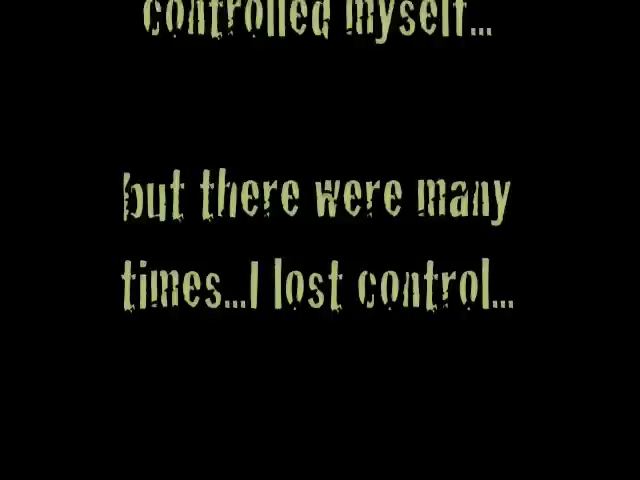 controlled myself...
but there were many
times...I lost control...